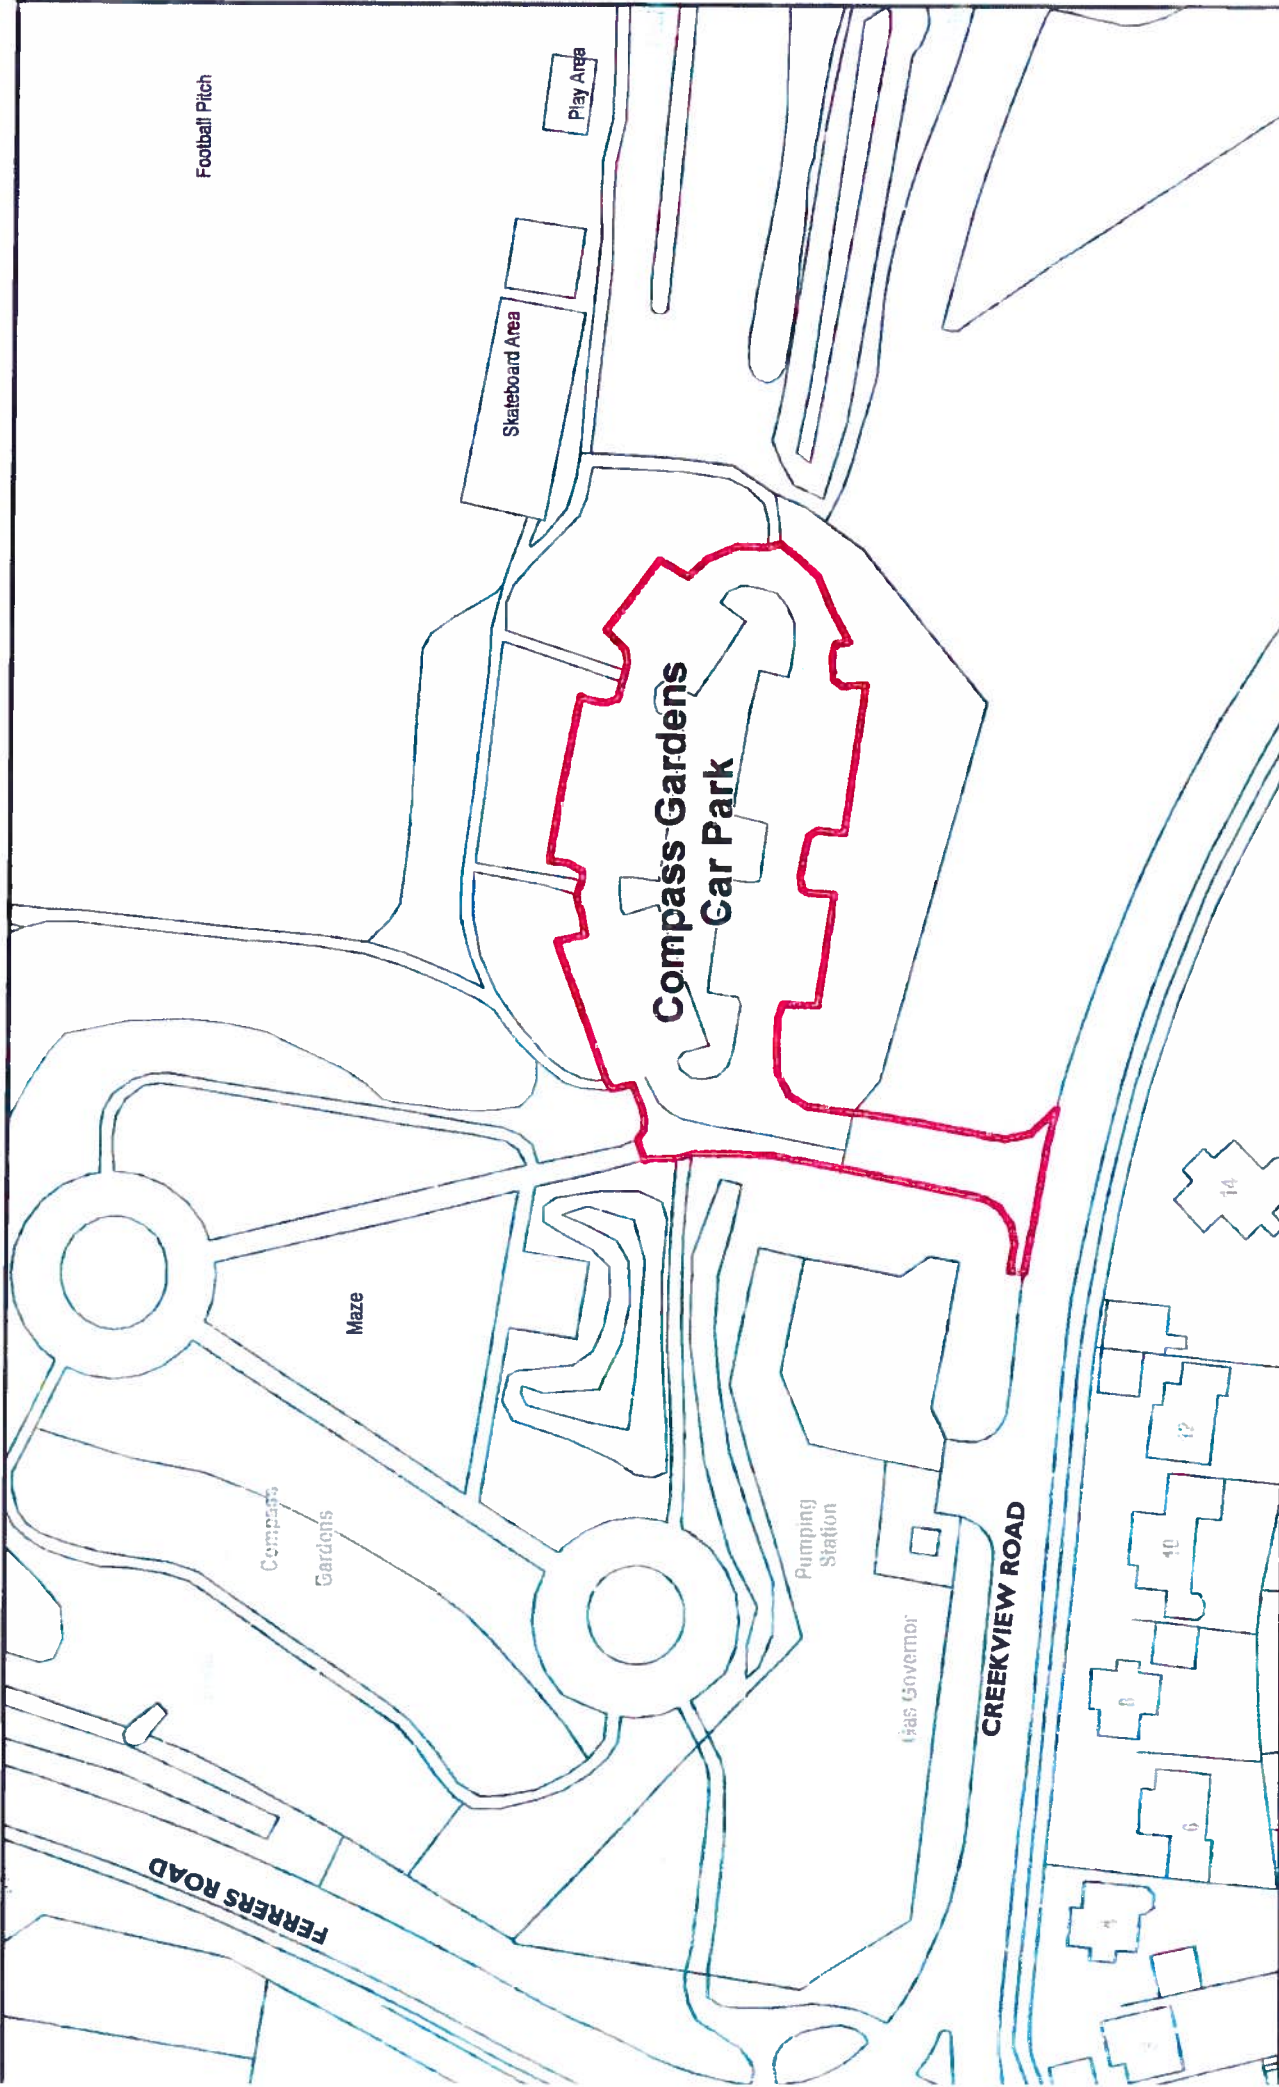 Football Pitch
Play Area
Skateboard Area
Compass Gardens
Car Park
Maze
Compass
Gardens
Pumping
Station
Gas Governor
CREEKVIEW ROAD
FERRERS ROAD
14
12
10
8
6
4